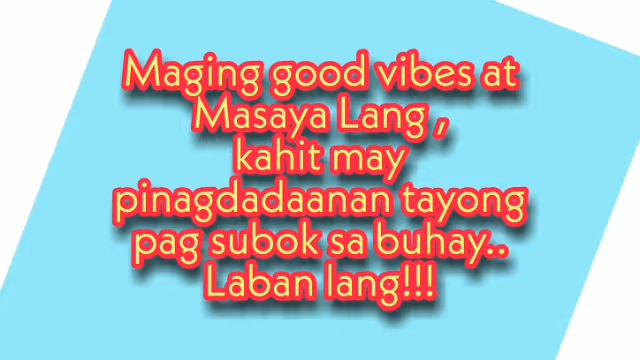 Maging good vibes at
Masaya Lang ,
kahit may
pinagdadaanan tayong
pag subok sa buhay..
Laban lang!!!